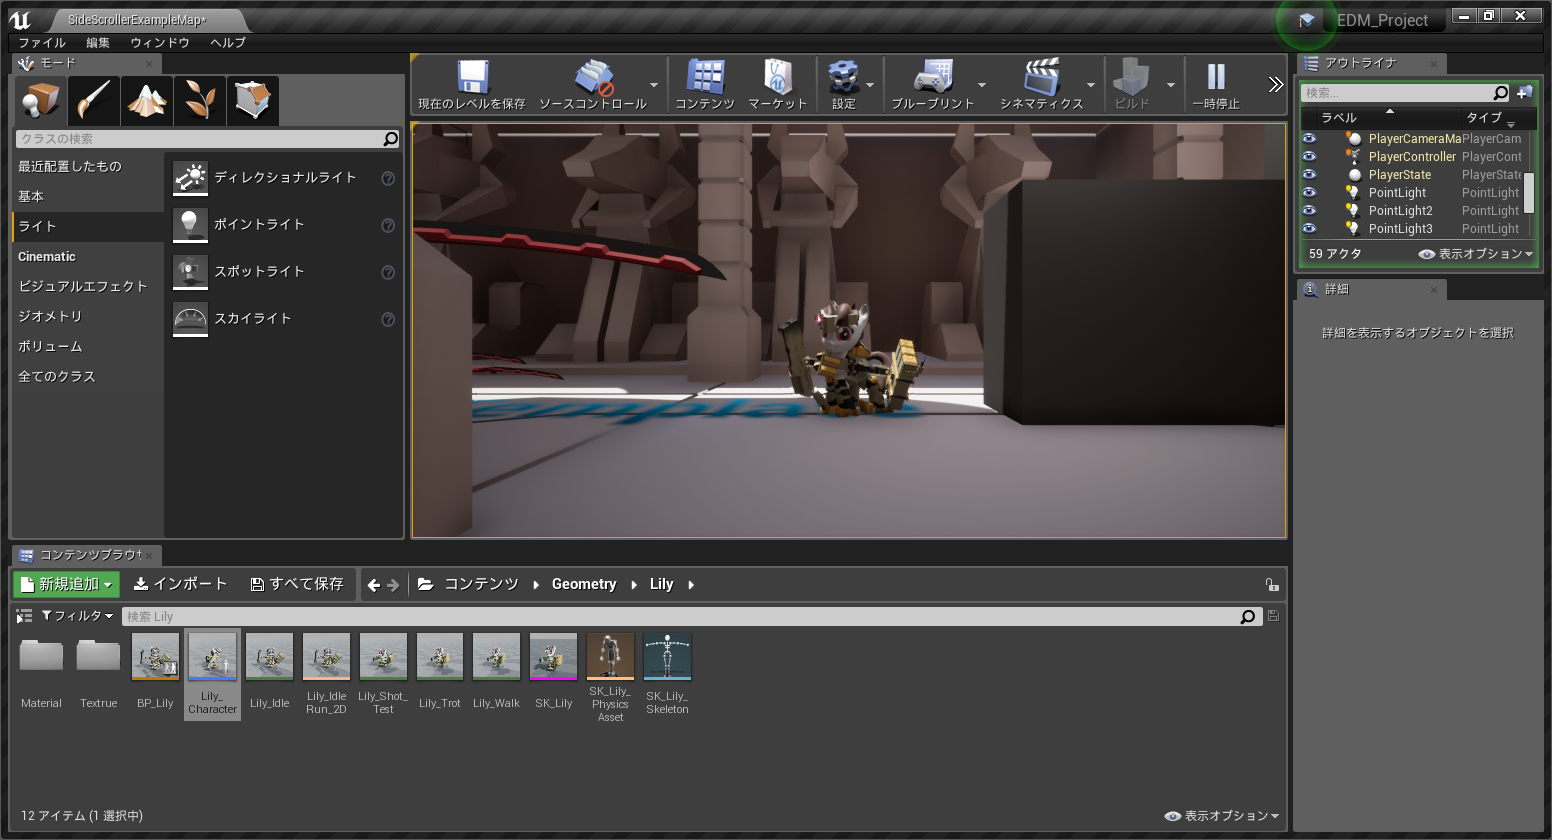 SideScrollerExampleMap*
EDM_Project
ファイル 編集 ウィンドウ ヘルプ
モード
クラスの検索
最近配置したもの
基本
ライト
Cinematic
ビジュアルエフェクト
ジオメトリ
ボリューム
全てのクラス
ディレクショナルライト
ポイントライト
スポットライト
スカイライト
現在のレベルを保存 ソースコントロール コンテンツ マーケット 設定 ブループリント シネマティクス ビルド 一時停止
アウトライナ
検索...
ラベル タイプ
PlayerCameraMa PlayerCam
PlayerController PlayerCont
PlayerState PlayerState
PointLight PointLight
PointLight2 PointLight
PointLight3 PointLight
59 アクタ 表示オプション
詳細
詳細を表示するオブジェクトを選択
コンテンツブラウサ
新規追加 インポート すべて保存 コンテンツ Geometry Lily
フィルタ 検索 Lily
Material
Textrue
BP_Lily
Lily_
Character
Lily_Idle
Lily_Idle
Run_2D
Lily_Shot_
Test
Lily_Trot
Lily_Walk
SK_Lily
SK_Lily_
Physics
Asset
SK_Lily_
Skeleton
12 アイテム (1 選択中) 表示オプション